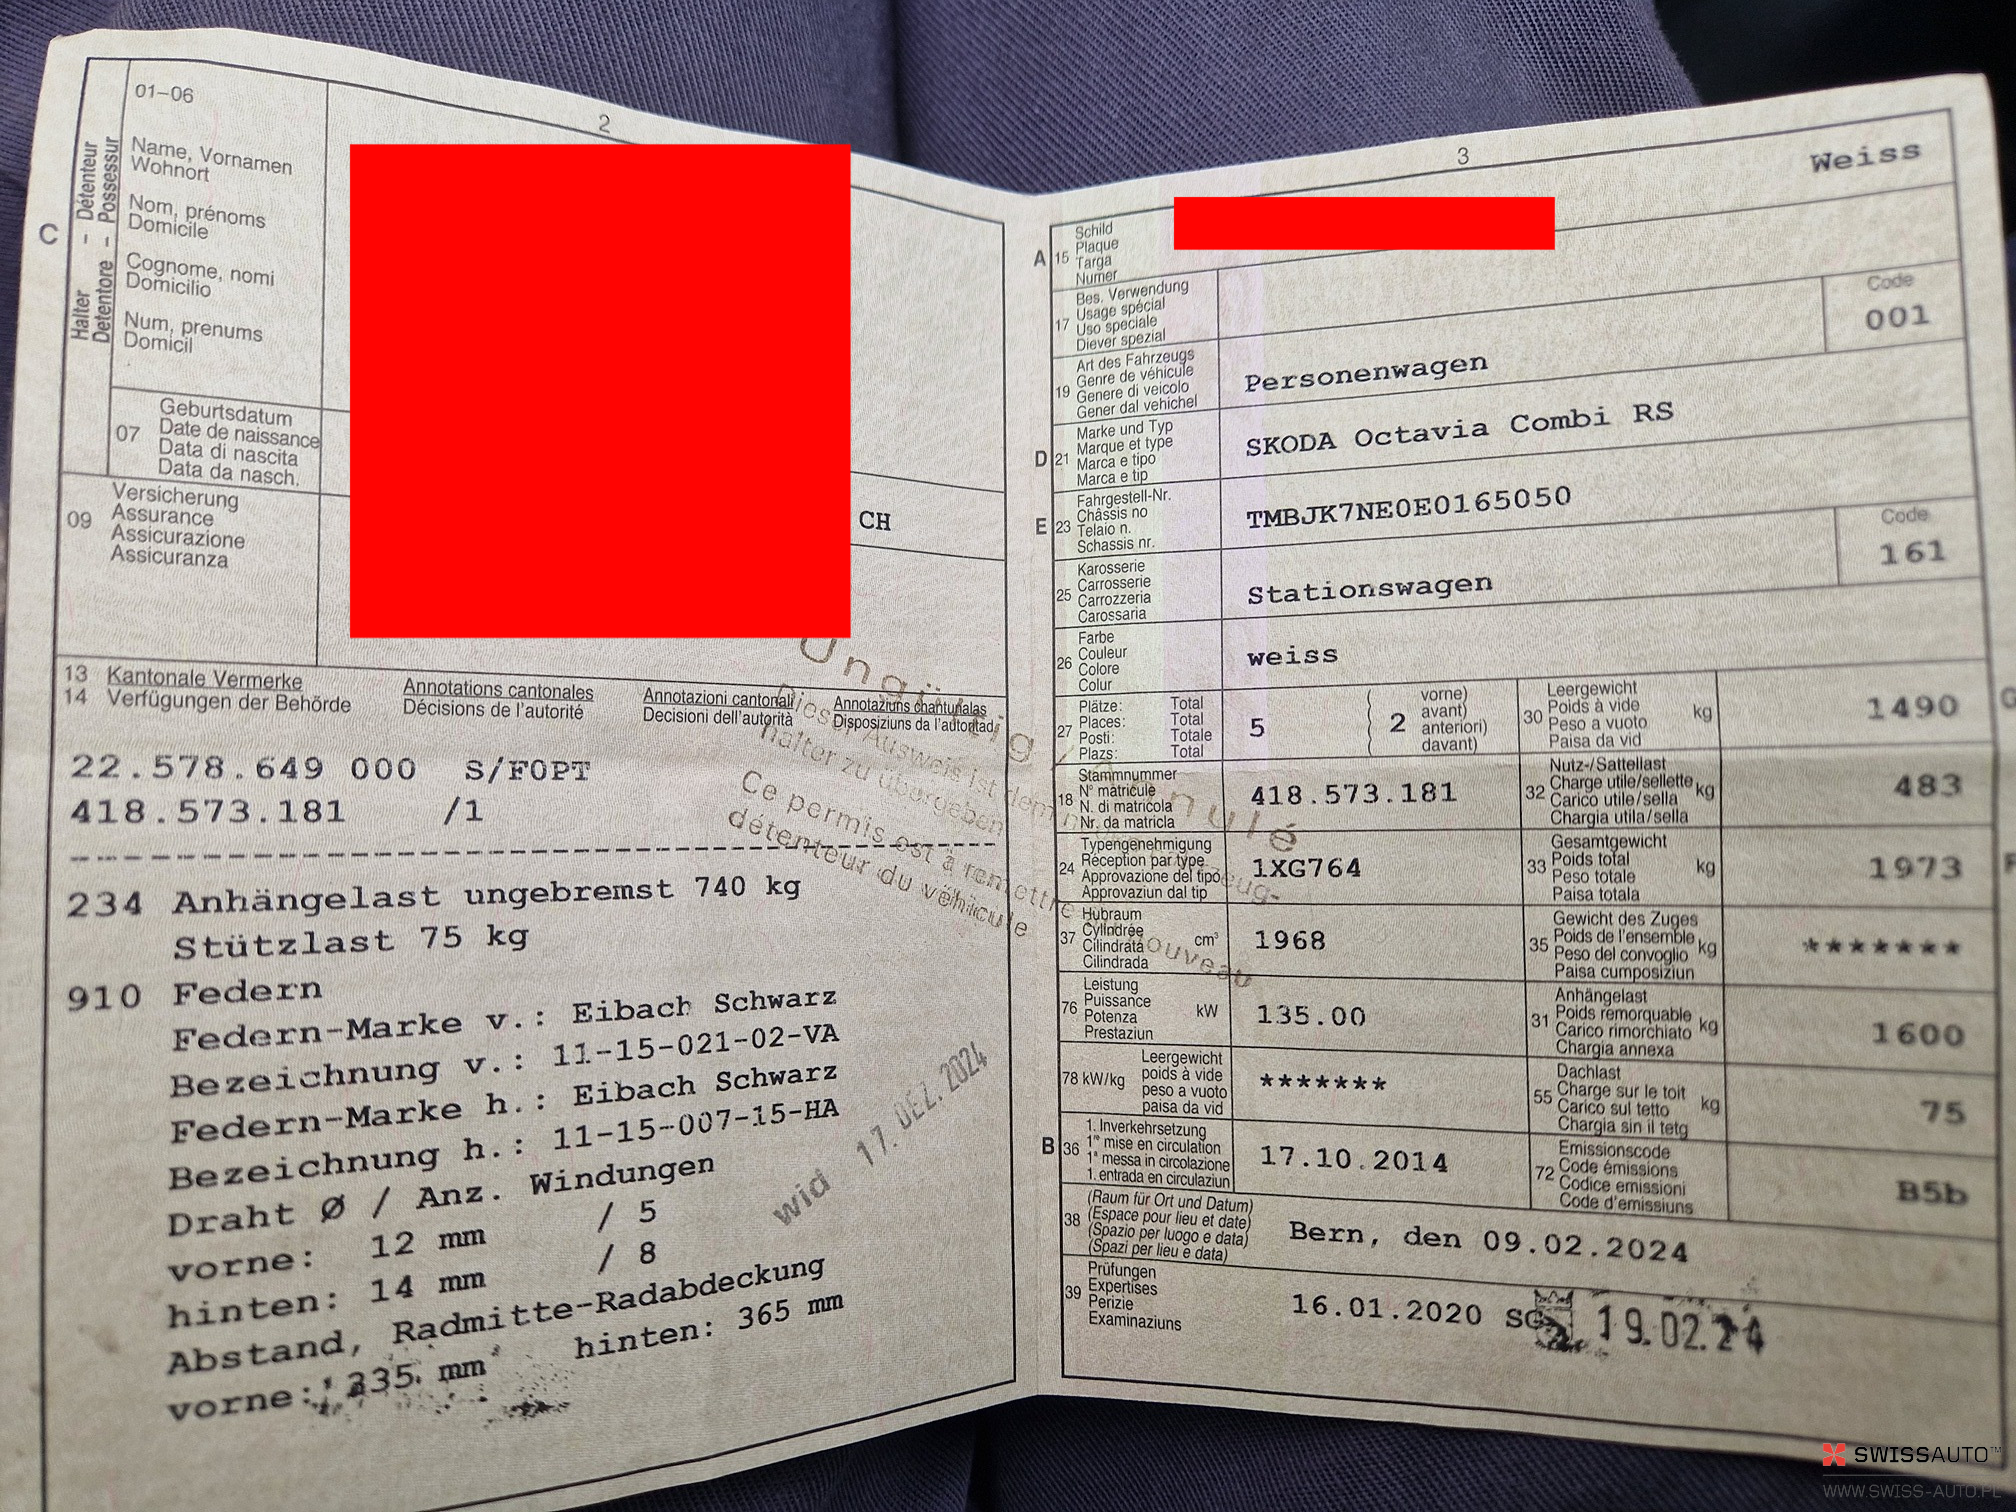 01-06
2
C
Halter - Détenteur
Detentore - Possessur
Name, Vornamen
Wohnort
Nom, prénoms
Domicile
Cognome, nomi
Domicilio
Num, prenums
Domicil
07
Geburtsdatum
Date de naissance
Data di nascita
Data da nasch.
09
Versicherung
Assurance
Assicurazione
Assicuranza
CH
13 Kantonale Vermerke Annotations cantonales Annotazioni cantonali Annotaziuns chantunalas
14 Verfügungen der Behörde Décisions de l'autorité Decisioni dell'autorità Disposiziuns da l'autoritad
22.578.649 000 S/F0PT
418.573.181 /1
234 Anhängelast ungebremst 740 kg
Stützlast 75 kg
910 Federn
Federn-Marke v.: Eibach Schwarz
Bezeichnung v.: 11-15-021-02-VA
Federn-Marke h.: Eibach Schwarz
Bezeichnung h.: 11-15-007-15-HA
Draht Ø / Anz. Windungen
vorne: 12 mm / 5
hinten: 14 mm / 8
Abstand, Radmitte-Radabdeckung
vorne: 335 mm hinten: 365 mm
wid 17. DEZ. 2024
Ungültig / Annulé
Dieser Ausweis ist dem
halter zu übergeben
Ce permis est à remettre
détenteur du véhicule
3
Weiss
A 15
Schild
Plaque
Targa
Numer
17
Bes. Verwendung
Usage spécial
Uso speciale
Diever spezial
Code
001
19
Art des Fahrzeugs
Genre de véhicule
Genere di veicolo
Gener dal vehichel
Personenwagen
D 21
Marke und Typ
Marque et type
Marca e tipo
Marca e tip
SKODA Octavia Combi RS
E 23
Fahrgestell-Nr.
Châssis no
Telaio n.
Schassis nr.
TMBJK7NE0E0165050
25
Karosserie
Carrosserie
Carrozzeria
Carossaria
Stationswagen
Code
161
26
Farbe
Couleur
Colore
Colur
weiss
27
Plätze: Total
Places: Total
Posti: Totale
Plazs: Total
5
2
vorne)
avant)
anteriori)
davant)
30
Leergewicht
Poids à vide
Peso a vuoto
Paisa da vid
kg
1490
G
18
Stammnummer
N° matricule
N. di matricola
Nr. da matricla
418.573.181
32
Nutz-/Sattellast
Charge utile/sellette
Carico utile/sella
Chargia utila/sella
kg
483
24
Typengenehmigung
Réception par type
Approvazione del tipo
Approvaziun dal tip
1XG764
33
Gesamtgewicht
Poids total
Peso totale
Paisa totala
kg
1973
F
37
Hubraum
Cylindrée
Cilindrata
Cilindrada
cm³
1968
35
Gewicht des Zuges
Poids de l'ensemble
Peso del convoglio
Paisa cumposiziun
kg
*******
76
Leistung
Puissance
Potenza
Prestaziun
kW
135.00
31
Anhängelast
Poids remorquable
Carico rimorchiato
Chargia annexa
kg
1600
78 kW/kg
Leergewicht
poids à vide
peso a vuoto
paisa da vid
*******
55
Dachlast
Charge sur le toit
Carico sul tetto
Chargia sin il tetg
kg
75
B 36
1. Inverkehrsetzung
1re mise en circulation
1a messa in circolazione
1. entrada en circulaziun
17.10.2014
72
Emissionscode
Code émissions
Codice emissioni
Code d'emissiuns
B5b
38
(Raum für Ort und Datum)
(Espace pour lieu et date)
(Spazio per luogo e data)
(Spazi per lieu e data)
Bern, den 09.02.2024
39
Prüfungen
Expertises
Perizie
Examinaziuns
16.01.2020 SG
19.02.24
SWISSAUTO™
WWW.SWISS-AUTO.PL